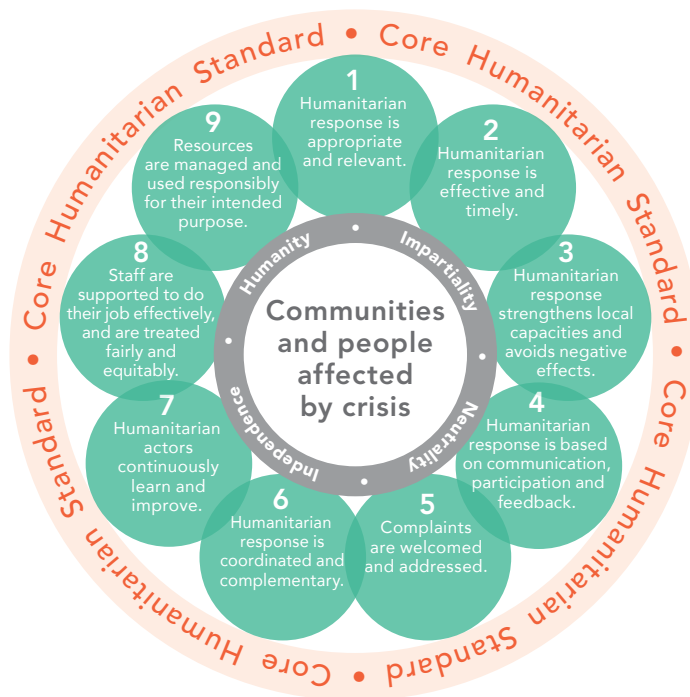 Core Humanitarian Standard • Core Humanitarian Standard • Core Humanitarian Standard • Core Humanitarian Standard • Core Humanitarian Standard •
1
Humanitarian
response is
appropriate
and relevant.
2
Humanitarian
response is
effective and
timely.
3
Humanitarian
response
strengthens local
capacities and
avoids negative
effects.
4
Humanitarian
response is based
on communication,
participation and
feedback.
5
Complaints
are welcomed
and addressed.
6
Humanitarian
response is
coordinated and
complementary.
7
Humanitarian
actors
continuously
learn and
improve.
8
Staff are
supported to do
their job effectively,
and are treated
fairly and
equitably.
9
Resources
are managed and
used responsibly
for their intended
purpose.
Humanity • Impartiality • Neutrality • Independence •
Communities
and people
affected
by crisis